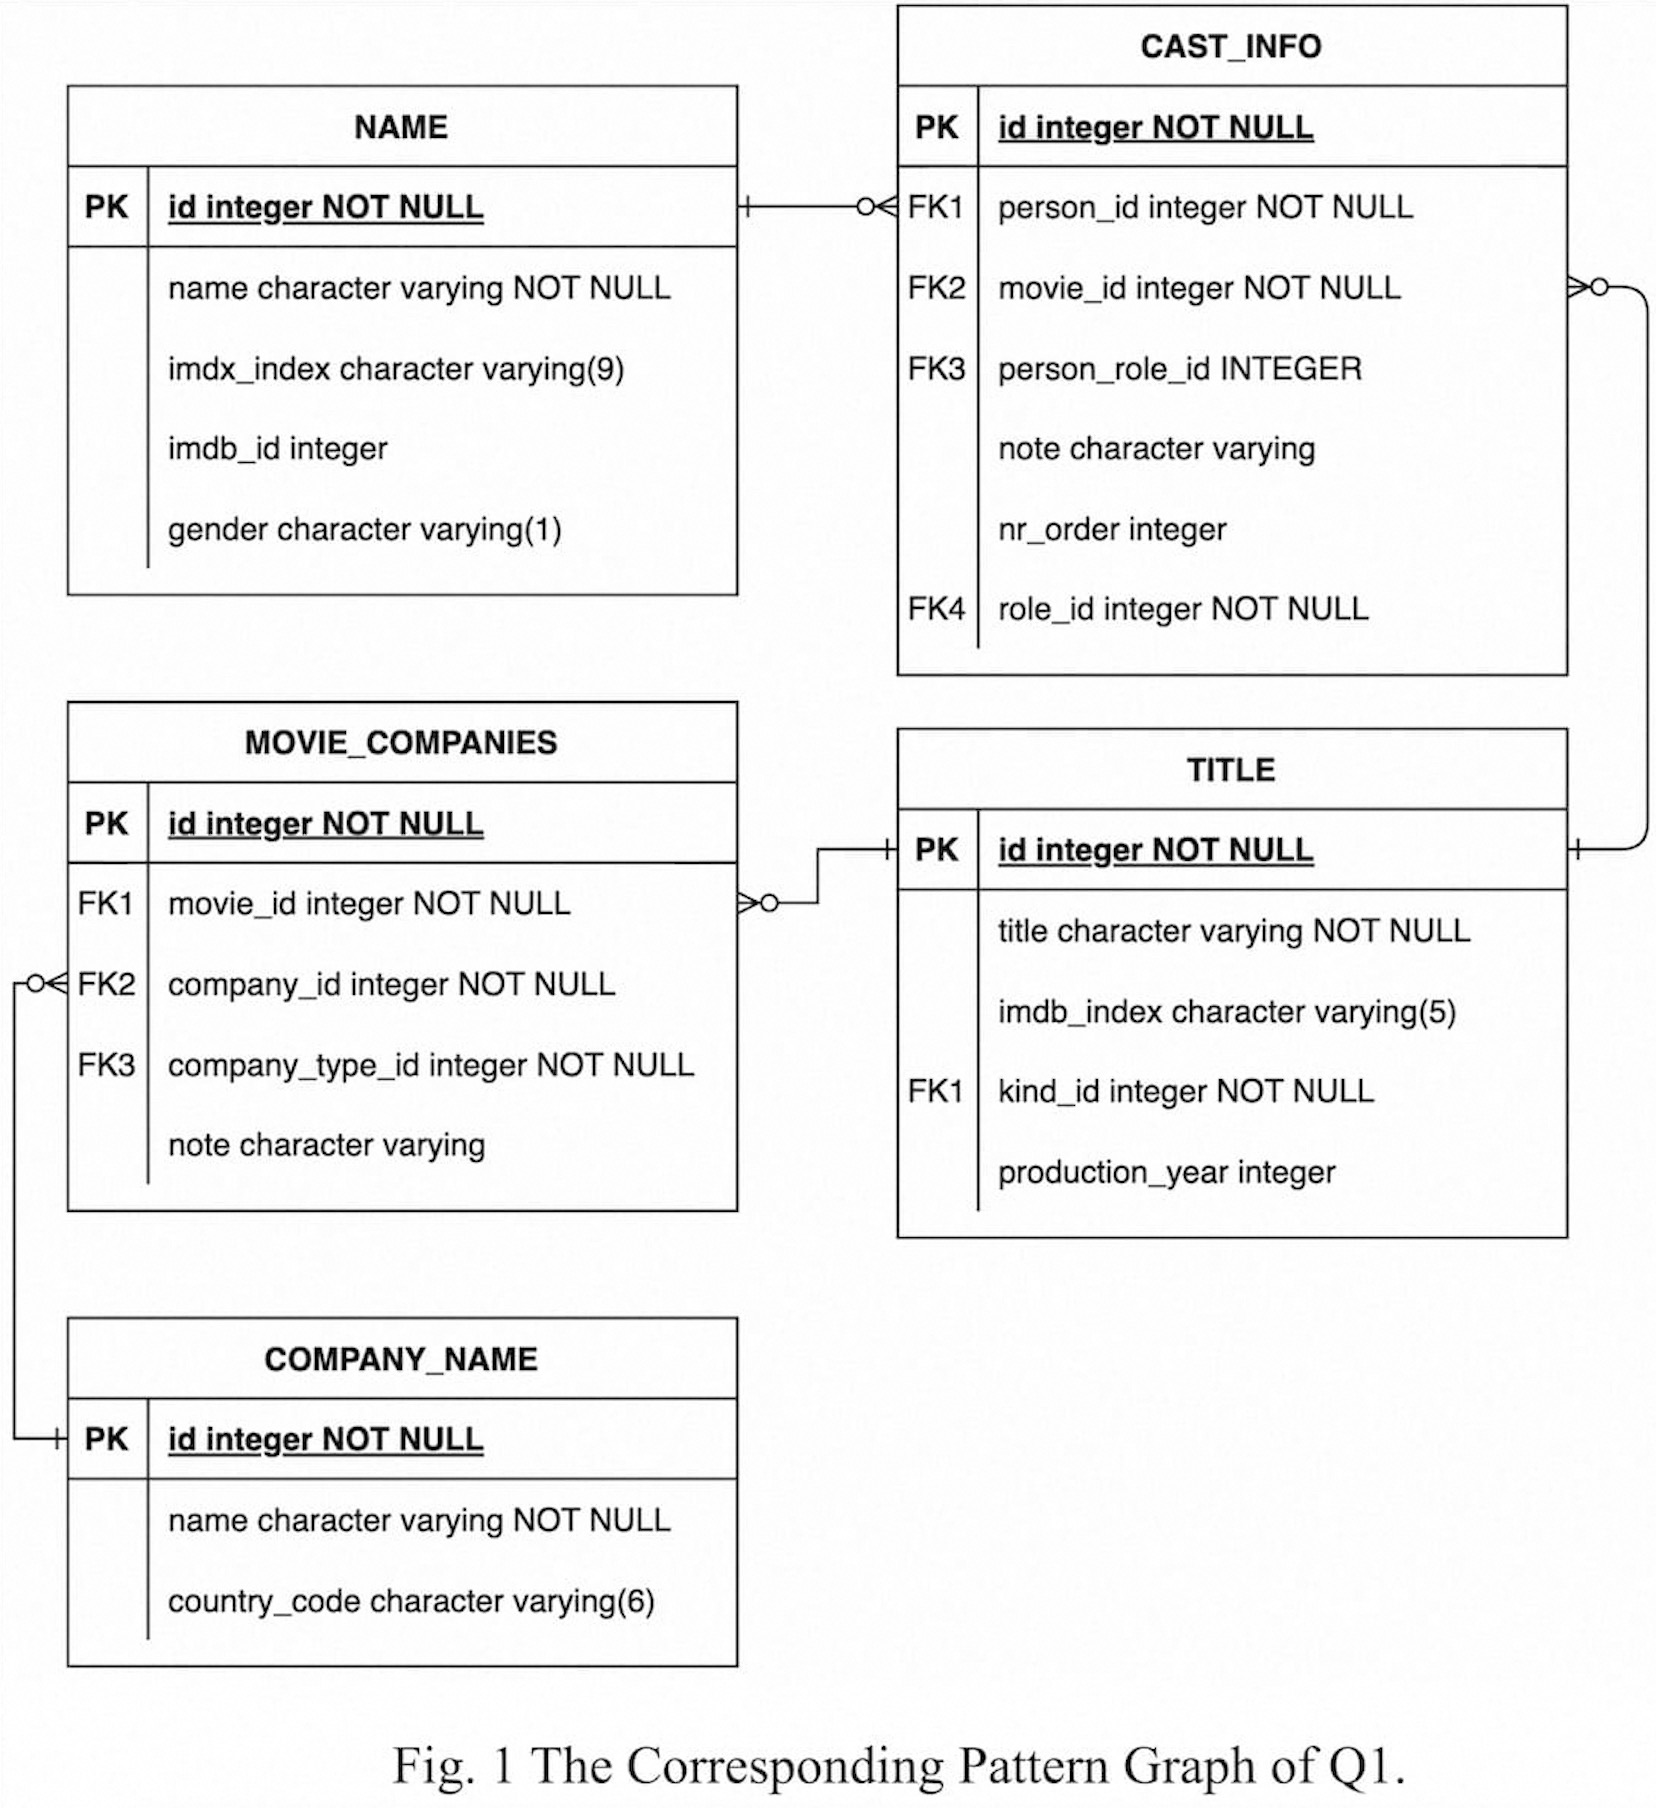 NAME
PK id integer NOT NULL
name character varying NOT NULL
imdx_index character varying(9)
imdb_id integer
gender character varying(1)
CAST_INFO
PK id integer NOT NULL
FK1 person_id integer NOT NULL
FK2 movie_id integer NOT NULL
FK3 person_role_id INTEGER
note character varying
nr_order integer
FK4 role_id integer NOT NULL
MOVIE_COMPANIES
PK id integer NOT NULL
FK1 movie_id integer NOT NULL
FK2 company_id integer NOT NULL
FK3 company_type_id integer NOT NULL
note character varying
TITLE
PK id integer NOT NULL
title character varying NOT NULL
imdb_index character varying(5)
FK1 kind_id integer NOT NULL
production_year integer
COMPANY_NAME
PK id integer NOT NULL
name character varying NOT NULL
country_code character varying(6)
Fig. 1 The Corresponding Pattern Graph of Q1.